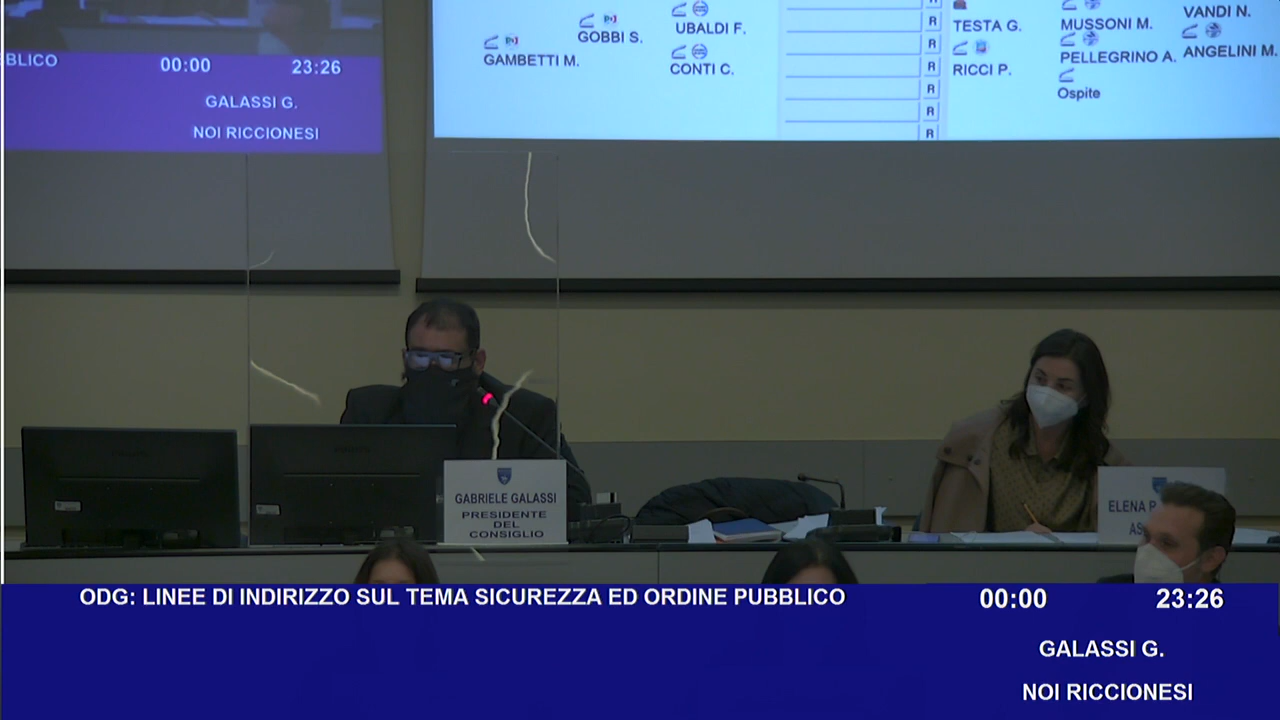 BLICO
00:00
23:26
GALASSI G.
NOI RICCIONESI
GAMBETTI M.
GOBBI S.
UBALDI F.
CONTI C.
R
R
R
R
R
R
R
TESTA G.
RICCI P.
MUSSONI M.
PELLEGRINO A.
Ospite
VANDI N.
ANGELINI M.
GABRIELE GALASSI
PRESIDENTE
DEL
CONSIGLIO
ELENA
ODG: LINEE DI INDIRIZZO SUL TEMA SICUREZZA ED ORDINE PUBBLICO
00:00
23:26
GALASSI G.
NOI RICCIONESI